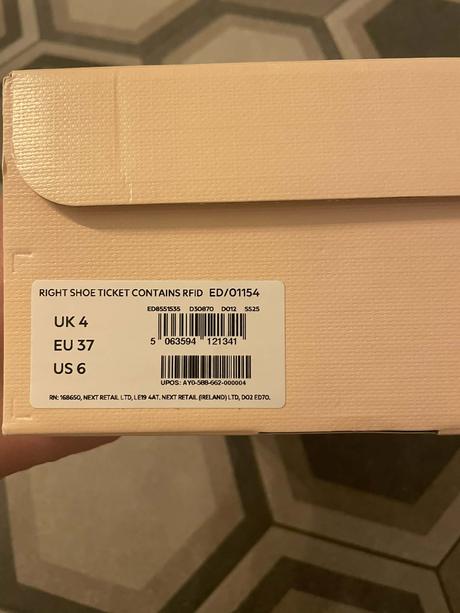 RIGHT SHOE TICKET CONTAINS RFID ED/01154
ED8551535 D30870 D012 SS25
UK 4
EU 37
US 6
5 063594 121341
UPOS: AY0-588-662-000004
RN: 168650, NEXT RETAIL LTD, LE19 4AT. NEXT RETAIL (IRELAND) LTD, D02 ED70.